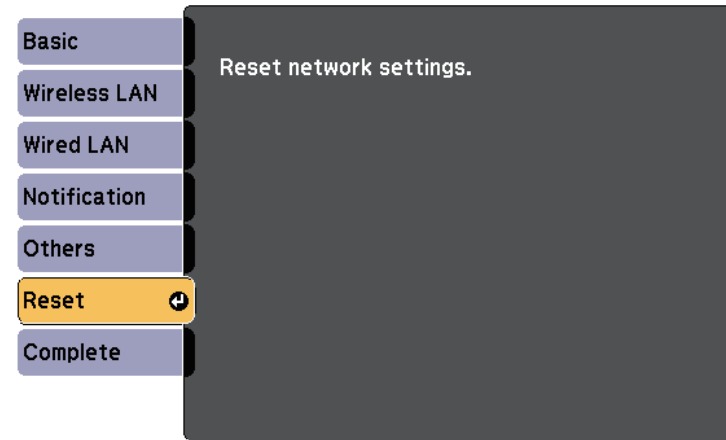 Basic
Wireless LAN
Wired LAN
Notification
Others
Reset
Complete
Reset network settings.